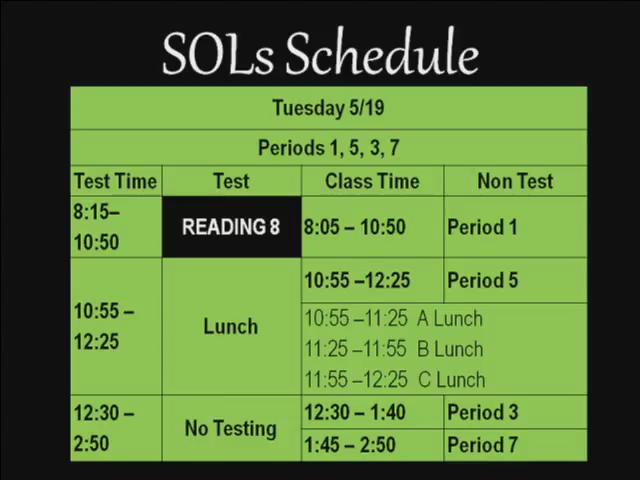 SOLs Schedule
Tuesday 5/19
Periods 1, 5, 3, 7
Test Time Test Class Time Non Test
8:15–
10:50
READING 8
8:05 – 10:50
Period 1
10:55 –
12:25
Lunch
10:55 –12:25
Period 5
10:55 –11:25 A Lunch
11:25 –11:55 B Lunch
11:55 –12:25 C Lunch
12:30 –
2:50
No Testing
12:30 – 1:40
Period 3
1:45 – 2:50
Period 7